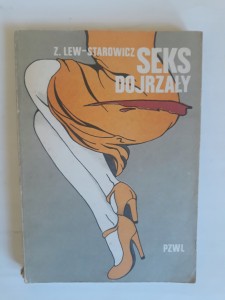 Z. LEW-STAROWICZ
SEKS
DOJRZAŁY
PZWL